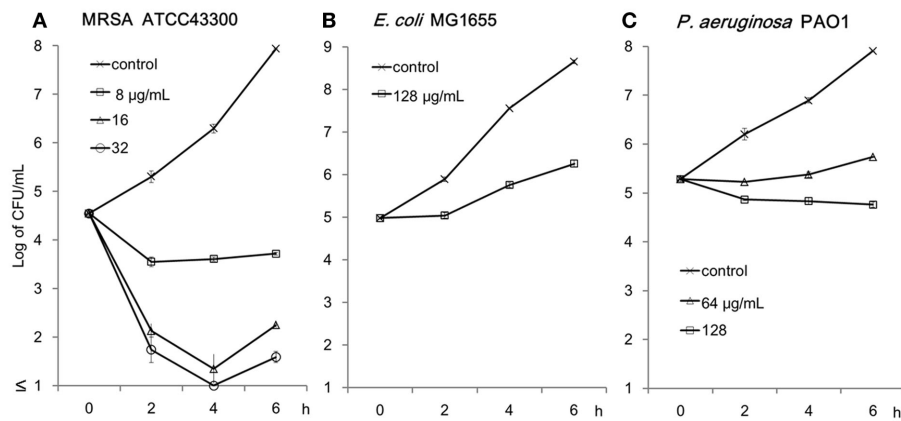 A MRSA ATCC43300
Log of CFU/mL
8
7
6
5
4
3
2
≤ 1
control
8 µg/mL
16
32
0 2 4 6 h
B E. coli MG1655
9
8
7
6
5
4
3
2
1
control
128 µg/mL
0 2 4 6 h
C P. aeruginosa PAO1
8
7
6
5
4
3
2
1
control
64 µg/mL
128
0 2 4 6 h